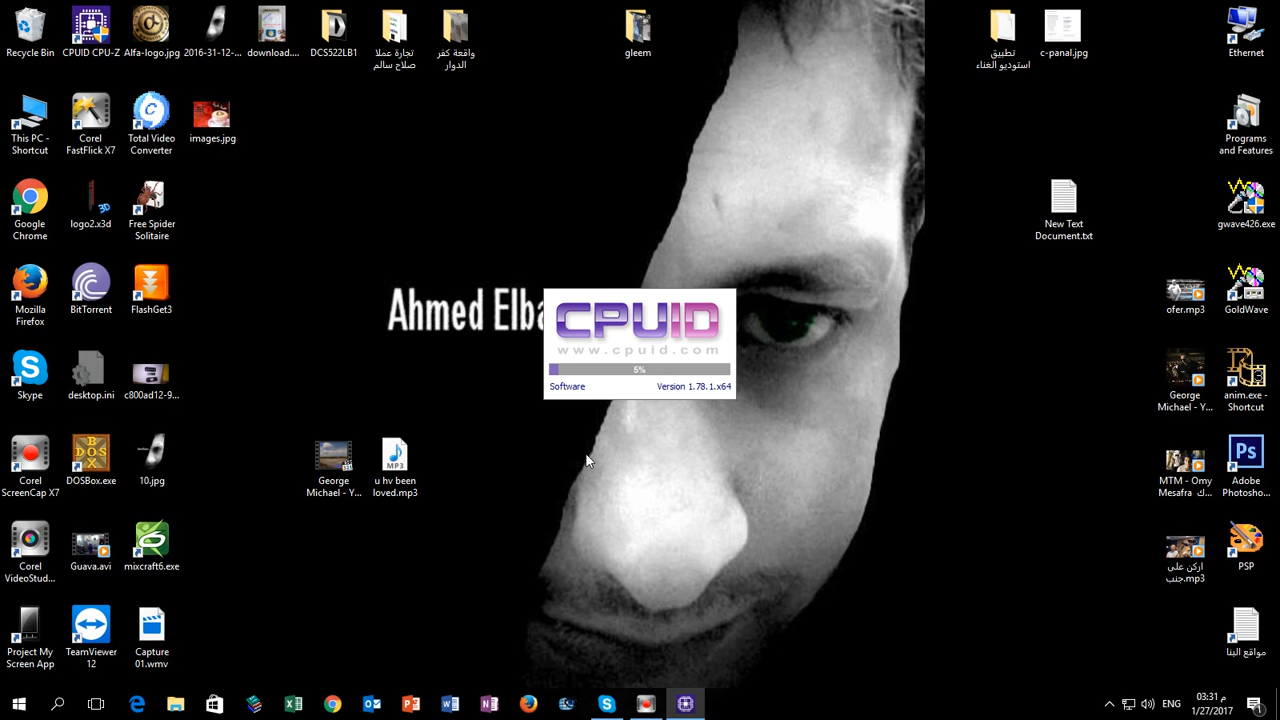 Recycle Bin
CPUID CPU-Z
Alfa-logo.jpg
2016-31-12-...
download....
DCS522LB1
تجارة عملا
صلاح سالم
واقعة كفر
الدوار
gleem
تطبيق
استوديو الغناء
c-panal.jpg
Ethernet
This PC -
Shortcut
Corel
FastFlick X7
Total Video
Converter
images.jpg
Programs
and Features
Google
Chrome
logo2.x3d
Free Spider
Solitaire
New Text
Document.txt
gwave426.exe
Mozilla
Firefox
BitTorrent
FlashGet3
Ahmed Elba
CPUID
www.cpuid.com
5%
Software
Version 1.78.1.x64
ofer.mp3
GoldWave
Skype
desktop.ini
c800ad12-9...
George
Michael - Y...
anim.exe -
Shortcut
Corel
ScreenCap X7
DOSBox.exe
10.jpg
George
Michael - Y...
u hv been
loved.mp3
MTM - Omy
Mesafra ك...
Adobe
Photosho...
Corel
VideoStud...
Guava.avi
mixcraft6.exe
اركن على
جنب.mp3
PSP
Project My
Screen App
TeamViewer
12
Capture
01.wmv
مواقع البنا
ENG
03:31 م
1/27/2017